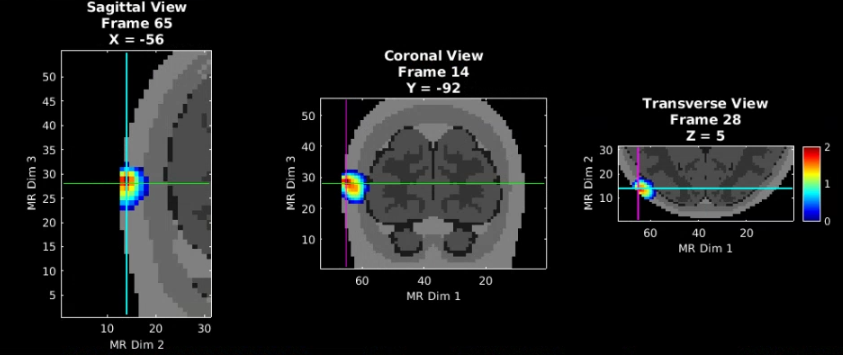 Sagittal View
Frame 65
X = -56
MR Dim 3
50
45
40
35
30
25
20
15
10
5
10 20 30
MR Dim 2
Coronal View
Frame 14
Y = -92
MR Dim 3
50
40
30
20
10
60 40 20
MR Dim 1
Transverse View
Frame 28
Z = 5
MR Dim 2
30
20
10
60 40 20
MR Dim 1
2
1
0